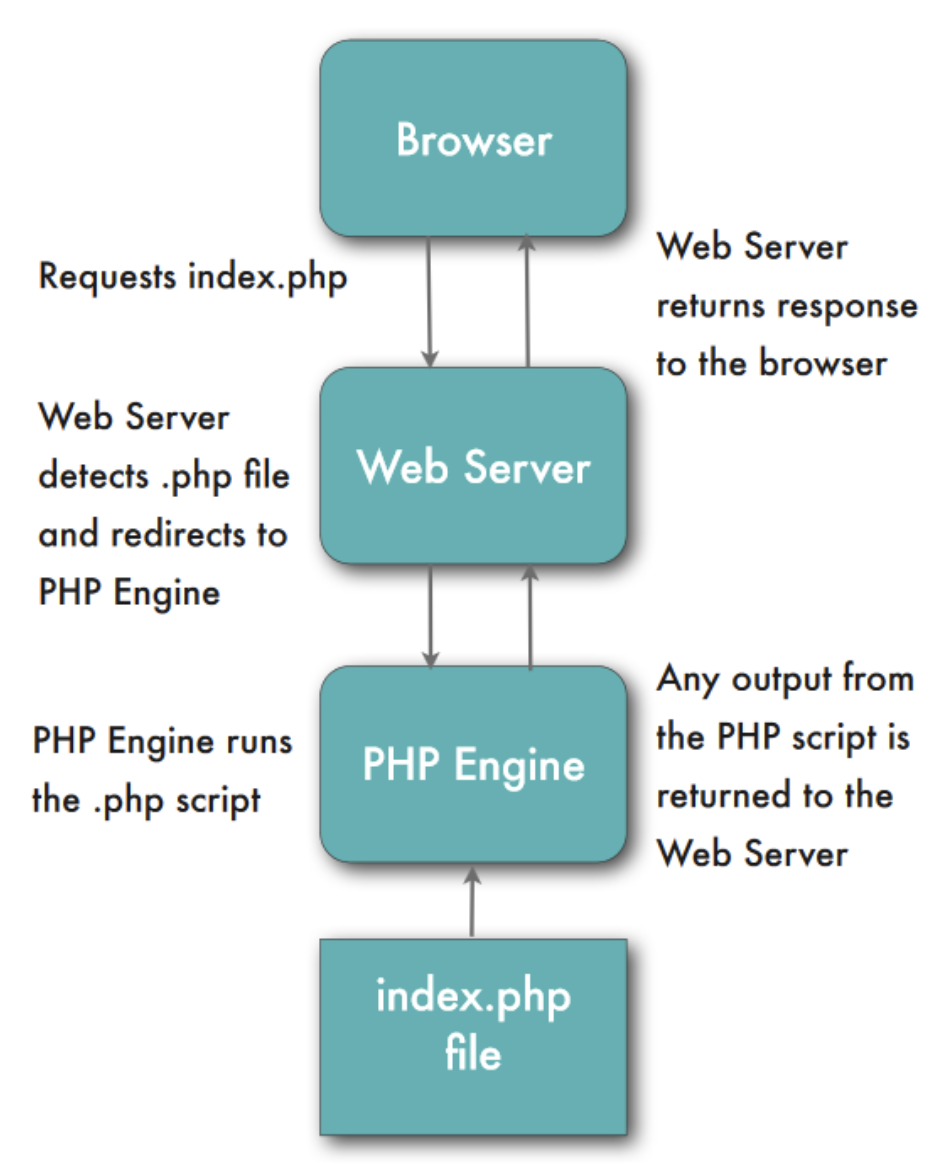 Browser
Requests index.php
Web Server
returns response
to the browser
Web Server
detects .php file
and redirects to
PHP Engine
Web Server
PHP Engine runs
the .php script
PHP Engine
Any output from
the PHP script is
returned to the
Web Server
index.php
file